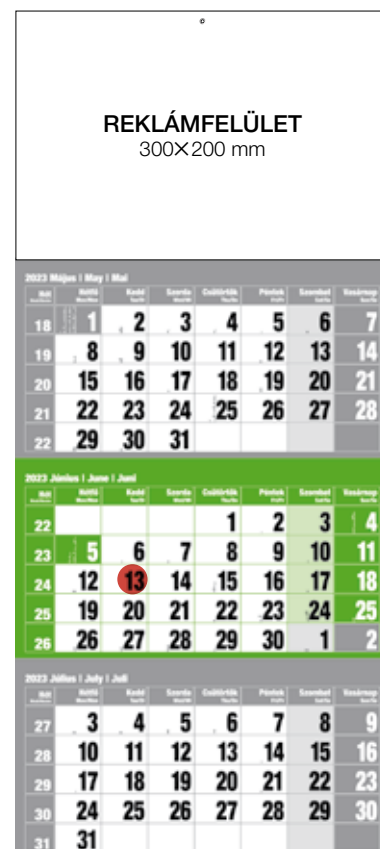 REKLÁMFELÜLET
300×200 mm
2023 Május | May | Mai
Hét Hétfő Kedd Szerda Csütörtök Péntek Szombat Vasárnap
18 1 2 3 4 5 6 7
19 8 9 10 11 12 13 14
20 15 16 17 18 19 20 21
21 22 23 24 25 26 27 28
22 29 30 31
2023 Június | June | Juni
Hét Hétfő Kedd Szerda Csütörtök Péntek Szombat Vasárnap
22 1 2 3 4
23 5 6 7 8 9 10 11
24 12 13 14 15 16 17 18
25 19 20 21 22 23 24 25
26 26 27 28 29 30 1 2
2023 Július | July | Juli
Hét Hétfő Kedd Szerda Csütörtök Péntek Szombat Vasárnap
27 3 4 5 6 7 8 9
28 10 11 12 13 14 15 16
29 17 18 19 20 21 22 23
30 24 25 26 27 28 29 30
31 31